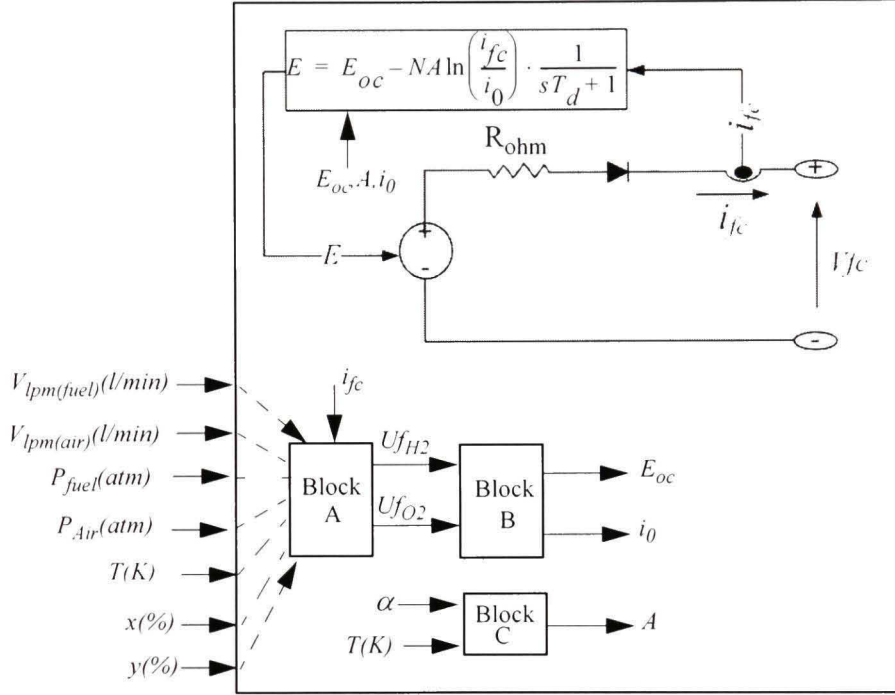 E = E_oc − NA ln(i_fc / i_0) · 1 / (sT_d + 1)
i_fc
R_ohm
E_oc, A, i_0
+
+
i_fc
E
-
Vfc
-
V_lpm(fuel)(l/min)
i_fc
V_lpm(air)(l/min)
Uf_H2
P_fuel(atm)
Block A
Block B
E_oc
Uf_O2
P_Air(atm)
i_0
T(K)
α
Block C
A
x(%)
T(K)
y(%)